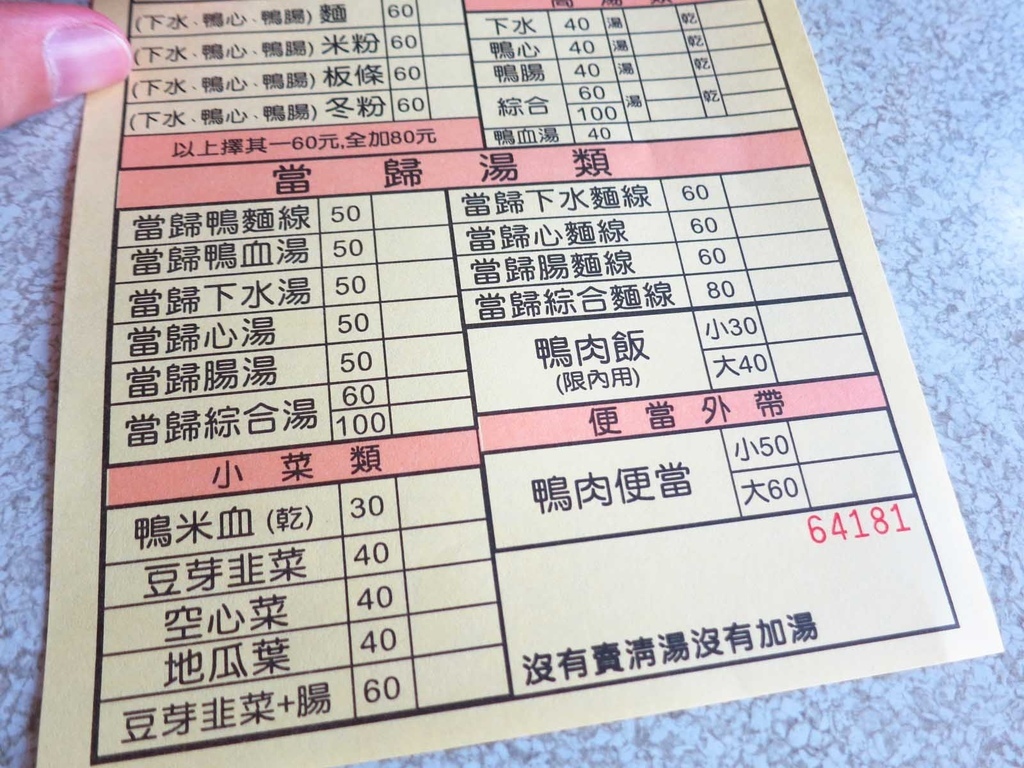 (下水、鴨心、鴨腸) 麵 60
(下水、鴨心、鴨腸) 米粉 60
(下水、鴨心、鴨腸) 板條 60
(下水、鴨心、鴨腸) 冬粉 60
以上擇其一60元,全加80元
下水 40 湯 乾
鴨心 40 湯 乾
鴨腸 40 湯 乾
綜合 60 100 湯 乾
鴨血湯 40
當歸湯類
當歸鴨麵線 50
當歸鴨血湯 50
當歸下水湯 50
當歸心湯 50
當歸腸湯 50
當歸綜合湯 60 100
當歸下水麵線 60
當歸心麵線 60
當歸腸麵線 60
當歸綜合麵線 80
鴨肉飯 小30
(限內用) 大40
小菜類
鴨米血(乾) 30
豆芽韭菜 40
空心菜 40
地瓜葉 40
豆芽韭菜+腸 60
便當外帶
鴨肉便當 小50
大60
64181
沒有賣清湯沒有加湯